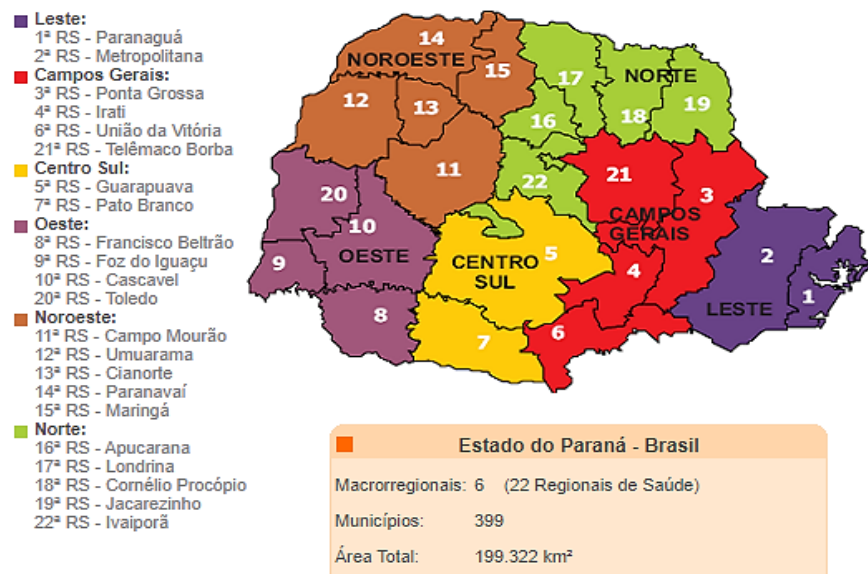 Leste:
1ª RS - Paranaguá
2ª RS - Metropolitana
Campos Gerais:
3ª RS - Ponta Grossa
4ª RS - Irati
6ª RS - União da Vitória
21ª RS - Telêmaco Borba
Centro Sul:
5ª RS - Guarapuava
7ª RS - Pato Branco
Oeste:
8ª RS - Francisco Beltrão
9ª RS - Foz do Iguaçu
10ª RS - Cascavel
20ª RS - Toledo
Noroeste:
11ª RS - Campo Mourão
12ª RS - Umuarama
13ª RS - Cianorte
14ª RS - Paranavaí
15ª RS - Maringá
Norte:
16ª RS - Apucarana
17ª RS - Londrina
18ª RS - Cornélio Procópio
19ª RS - Jacarezinho
22ª RS - Ivaiporã
14
NOROESTE
15
17
NORTE
12
13
16
18
19
11
22
21
3
20
10
CAMPOS
GERAIS
OESTE
9
CENTRO
SUL
5
4
2
1
1
LESTE
8
7
6
Estado do Paraná - Brasil
Macrorregionais: 6 (22 Regionais de Saúde)
Municípios: 399
Área Total: 199.322 km²